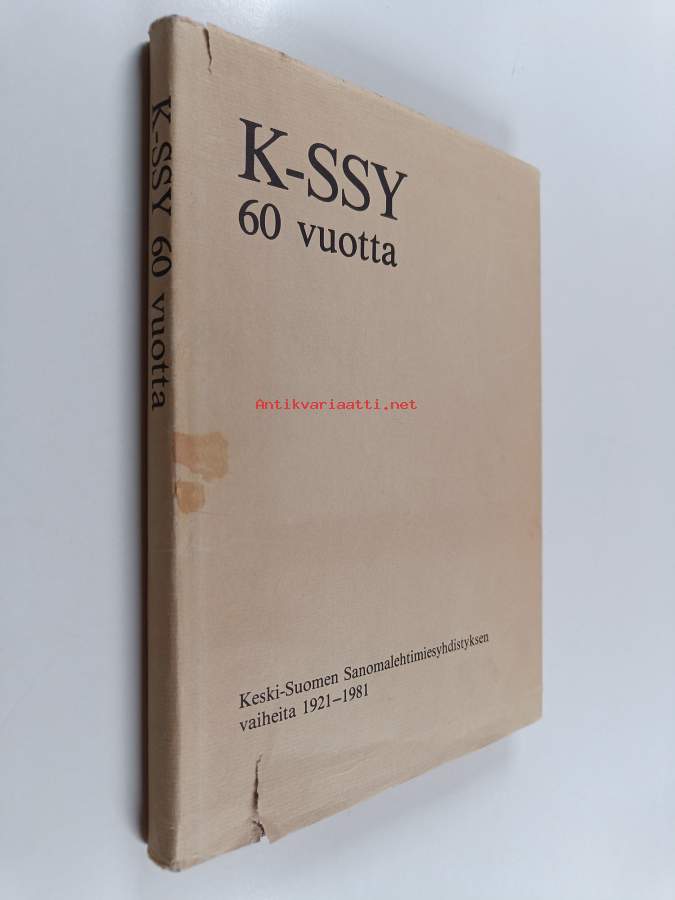 K-SSY
60 vuotta
K-SSY 60 vuotta
Antikvariaatti.net
Keski-Suomen Sanomalehtimiesyhdistyksen
vaiheita 1921–1981